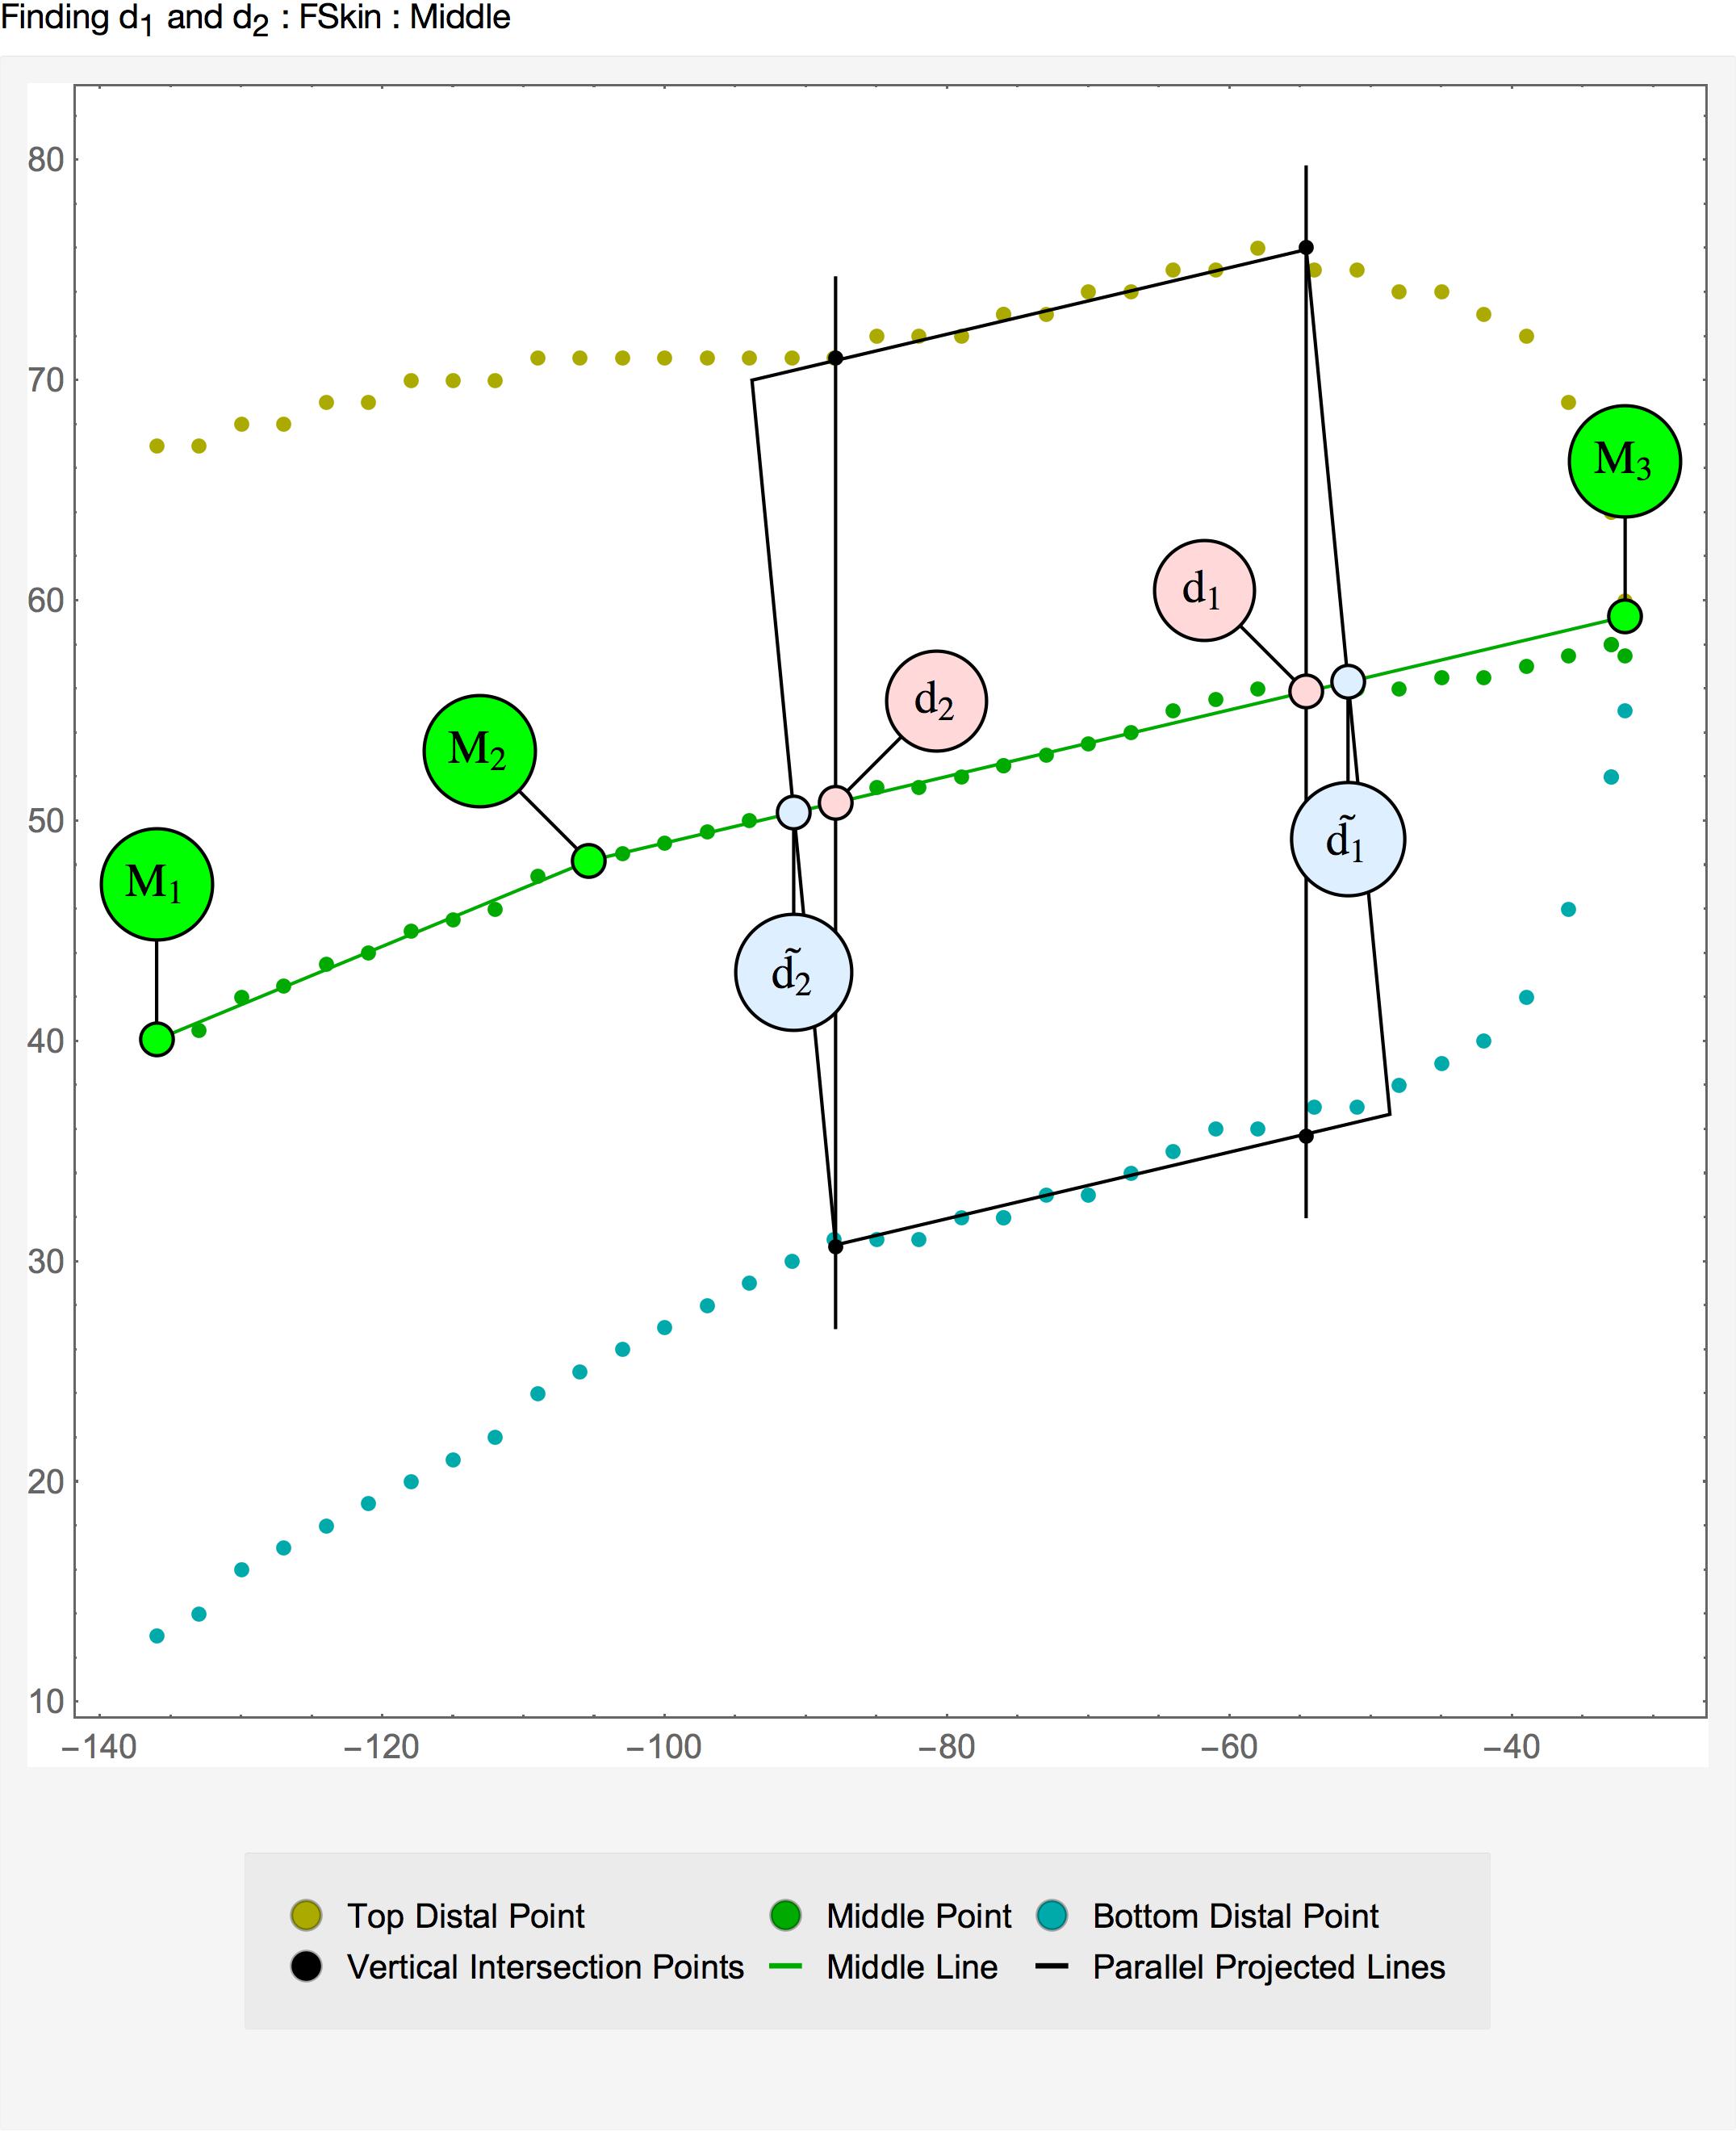 Finding d₁ and d₂ : FSkin : Middle
80
70
60
50
40
30
20
10
−140 −120 −100 −80 −60 −40
M₃
d₁
d₂
M₂
d̃₁
M₁
d̃₂
Top Distal Point Middle Point Bottom Distal Point
Vertical Intersection Points Middle Line Parallel Projected Lines